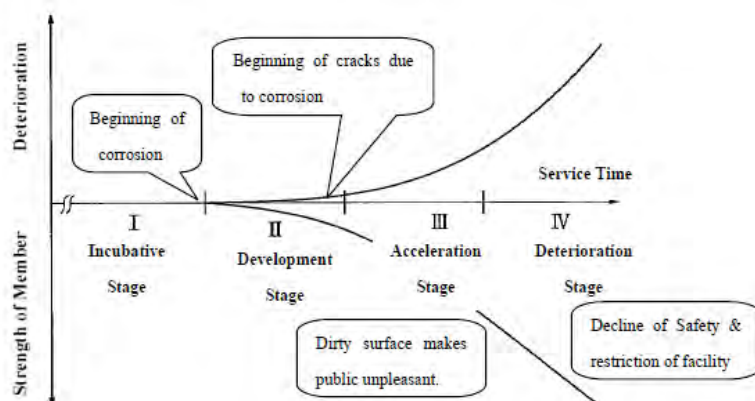 Deterioration
Beginning of
corrosion
Beginning of cracks due
to corrosion
Service Time
I
Incubative
Stage
II
Development
Stage
III
Acceleration
Stage
IV
Deterioration
Stage
Strength of Member
Dirty surface makes
public unpleasant.
Decline of Safety &
restriction of facility